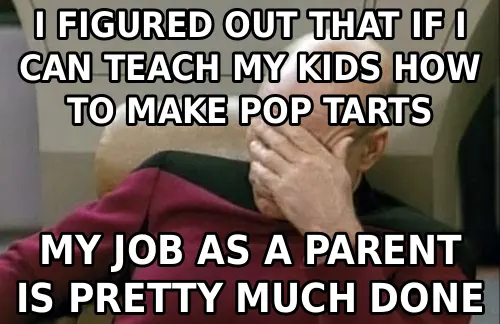 I FIGURED OUT THAT IF I
CAN TEACH MY KIDS HOW
TO MAKE POP TARTS
MY JOB AS A PARENT
IS PRETTY MUCH DONE